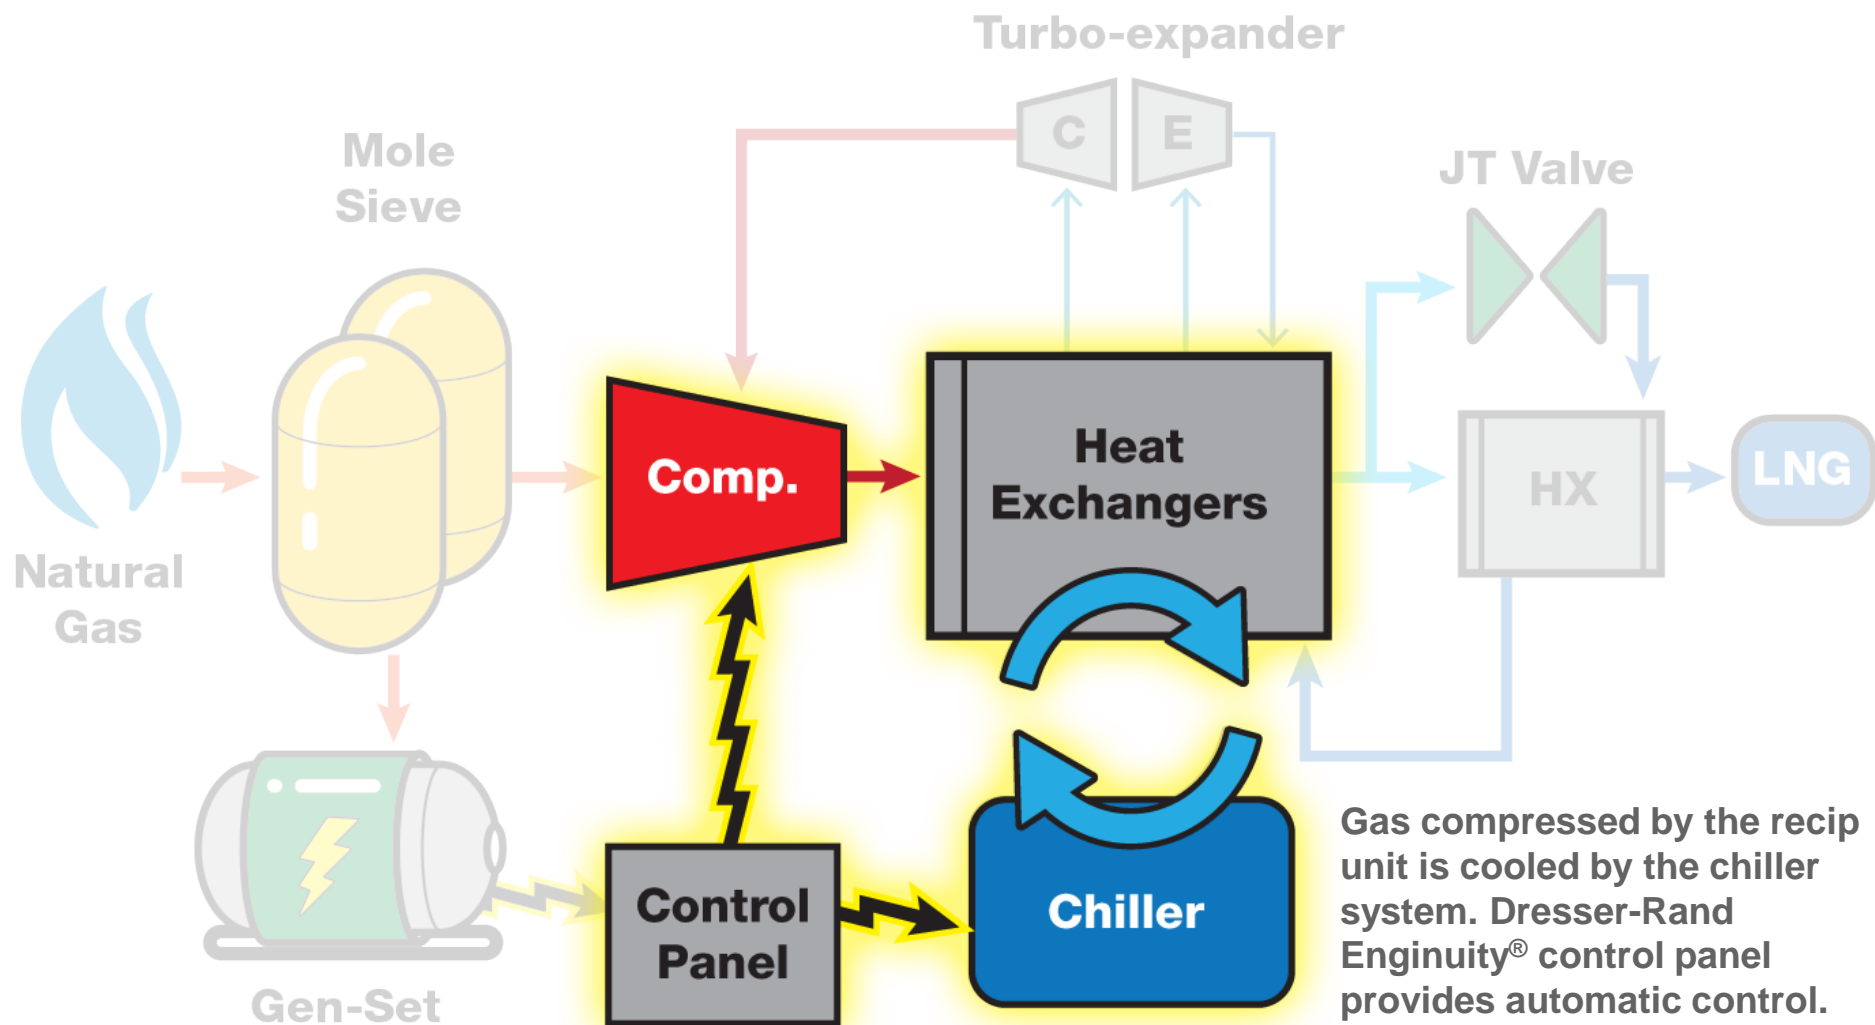 Turbo-expander
C
E
Mole
Sieve
JT Valve
Natural
Gas
Comp.
Heat
Exchangers
HX
LNG
Gen-Set
Control
Panel
Chiller
Gas compressed by the recip
unit is cooled by the chiller
system. Dresser-Rand
Enginuity® control panel
provides automatic control.